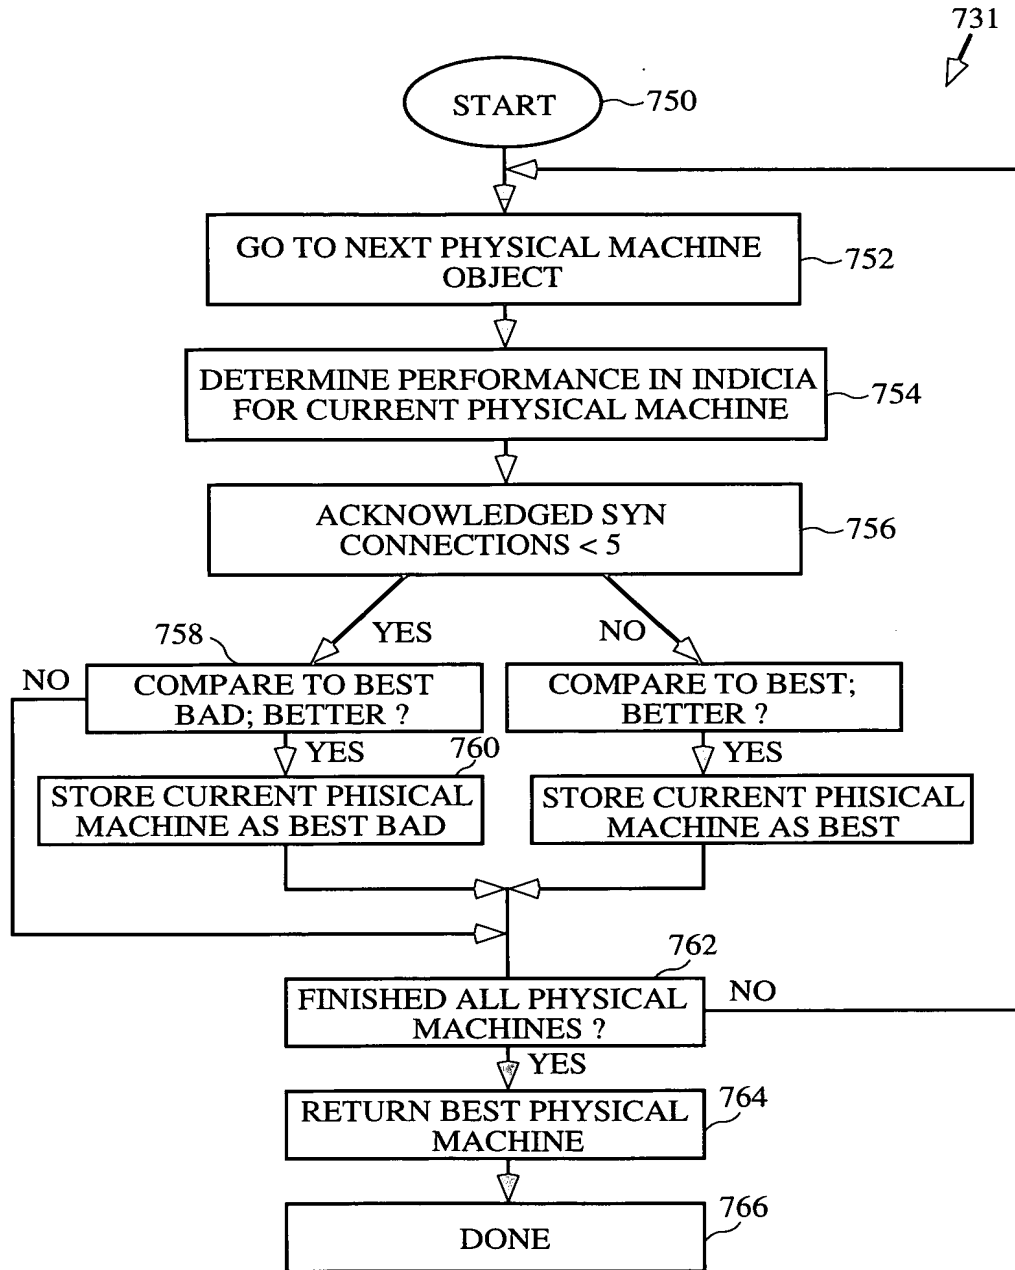 731
START
750
GO TO NEXT PHYSICAL MACHINE
OBJECT
752
DETERMINE PERFORMANCE IN INDICIA
FOR CURRENT PHYSICAL MACHINE
754
ACKNOWLEDGED SYN
CONNECTIONS < 5
756
YES
NO
758
NO
COMPARE TO BEST
BAD; BETTER ?
COMPARE TO BEST;
BETTER ?
YES
760
YES
STORE CURRENT PHISICAL
MACHINE AS BEST BAD
STORE CURRENT PHISICAL
MACHINE AS BEST
762
FINISHED ALL PHYSICAL
MACHINES ?
NO
YES
RETURN BEST PHYSICAL
MACHINE
764
DONE
766